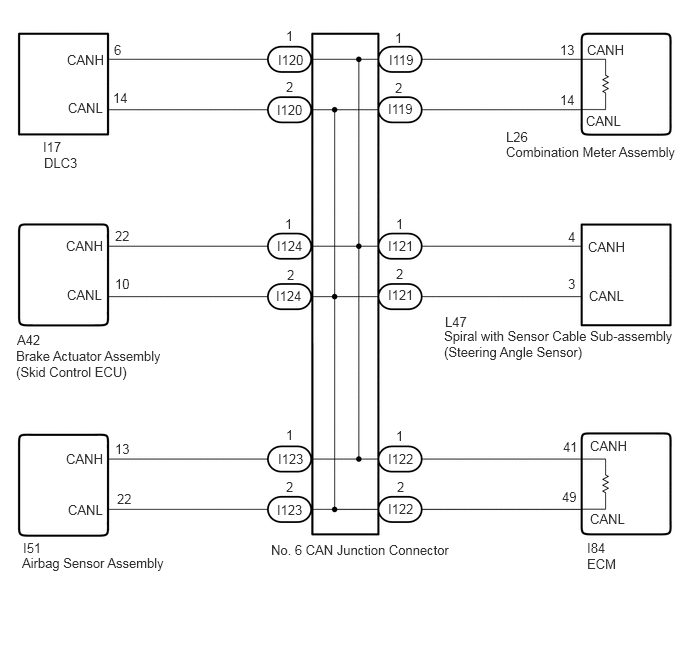 1
1
6
I120
I119
13
CANH
CANH
2
2
14
CANL
I120
I119
14
CANL
I17
DLC3
L26
Combination Meter Assembly
1
1
22
CANH
I124
I121
4
CANH
2
2
10
CANL
I124
I121
3
CANL
A42
Brake Actuator Assembly
(Skid Control ECU)
L47
Spiral with Sensor Cable Sub-assembly
(Steering Angle Sensor)
1
1
13
CANH
I123
I122
41
CANH
2
2
22
CANL
I123
I122
49
CANL
I51
Airbag Sensor Assembly
No. 6 CAN Junction Connector
I84
ECM